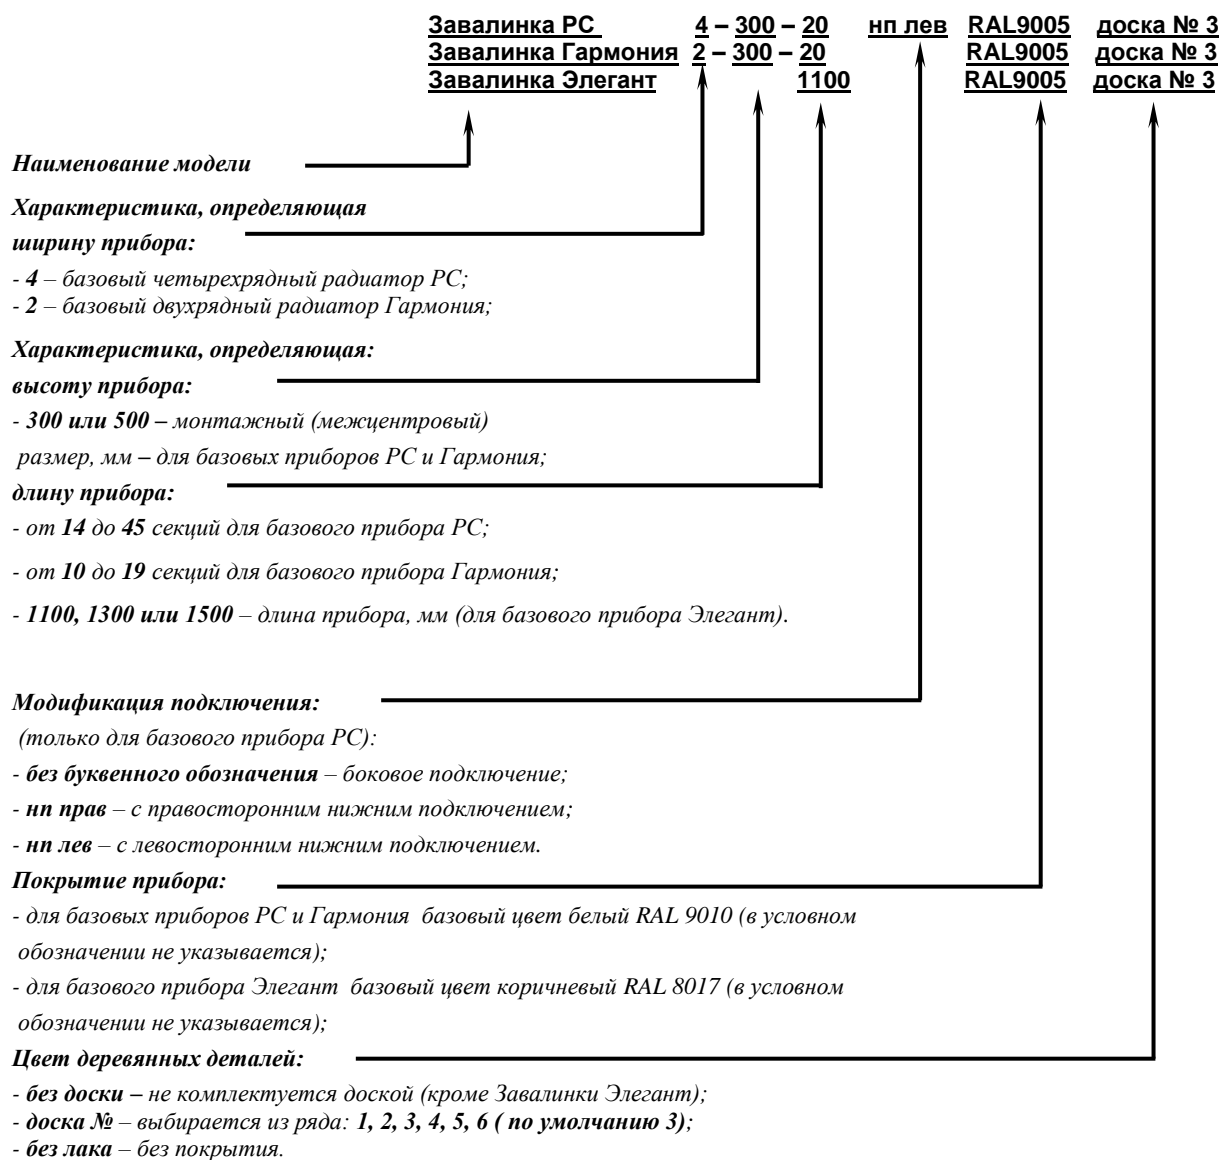 Завалинка РС 4 – 300 – 20 нп лев RAL9005 доска № 3
Завалинка Гармония 2 – 300 – 20 RAL9005 доска № 3
Завалинка Элегант 1100 RAL9005 доска № 3
Наименование модели
Характеристика, определяющая
ширину прибора:
- 4 – базовый четырехрядный радиатор РС;
- 2 – базовый двухрядный радиатор Гармония;
Характеристика, определяющая:
высоту прибора:
- 300 или 500 – монтажный (межцентровый)
размер, мм – для базовых приборов РС и Гармония;
длину прибора:
- от 14 до 45 секций для базового прибора РС;
- от 10 до 19 секций для базового прибора Гармония;
- 1100, 1300 или 1500 – длина прибора, мм (для базового прибора Элегант).
Модификация подключения:
(только для базового прибора РС):
- без буквенного обозначения – боковое подключение;
- нп прав – с правосторонним нижним подключением;
- нп лев – с левосторонним нижним подключением.
Покрытие прибора:
- для базовых приборов РС и Гармония базовый цвет белый RAL 9010 (в условном
обозначении не указывается);
- для базового прибора Элегант базовый цвет коричневый RAL 8017 (в условном
обозначении не указывается);
Цвет деревянных деталей:
- без доски – не комплектуется доской (кроме Завалинки Элегант);
- доска № – выбирается из ряда: 1, 2, 3, 4, 5, 6 ( по умолчанию 3);
- без лака – без покрытия.